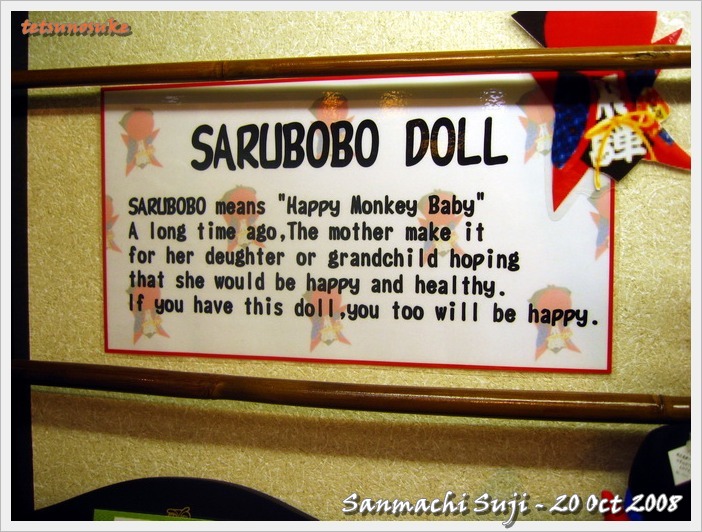 tetsunosuke
SARUBOBO DOLL
SARUBOBO means "Happy Monkey Baby"
A long time ago,The mother make it
for her deughter or grandchild hoping
that she would be happy and healthy.
If you have this doll,you too will be happy.
Sanmachi Suji - 20 Oct 2008